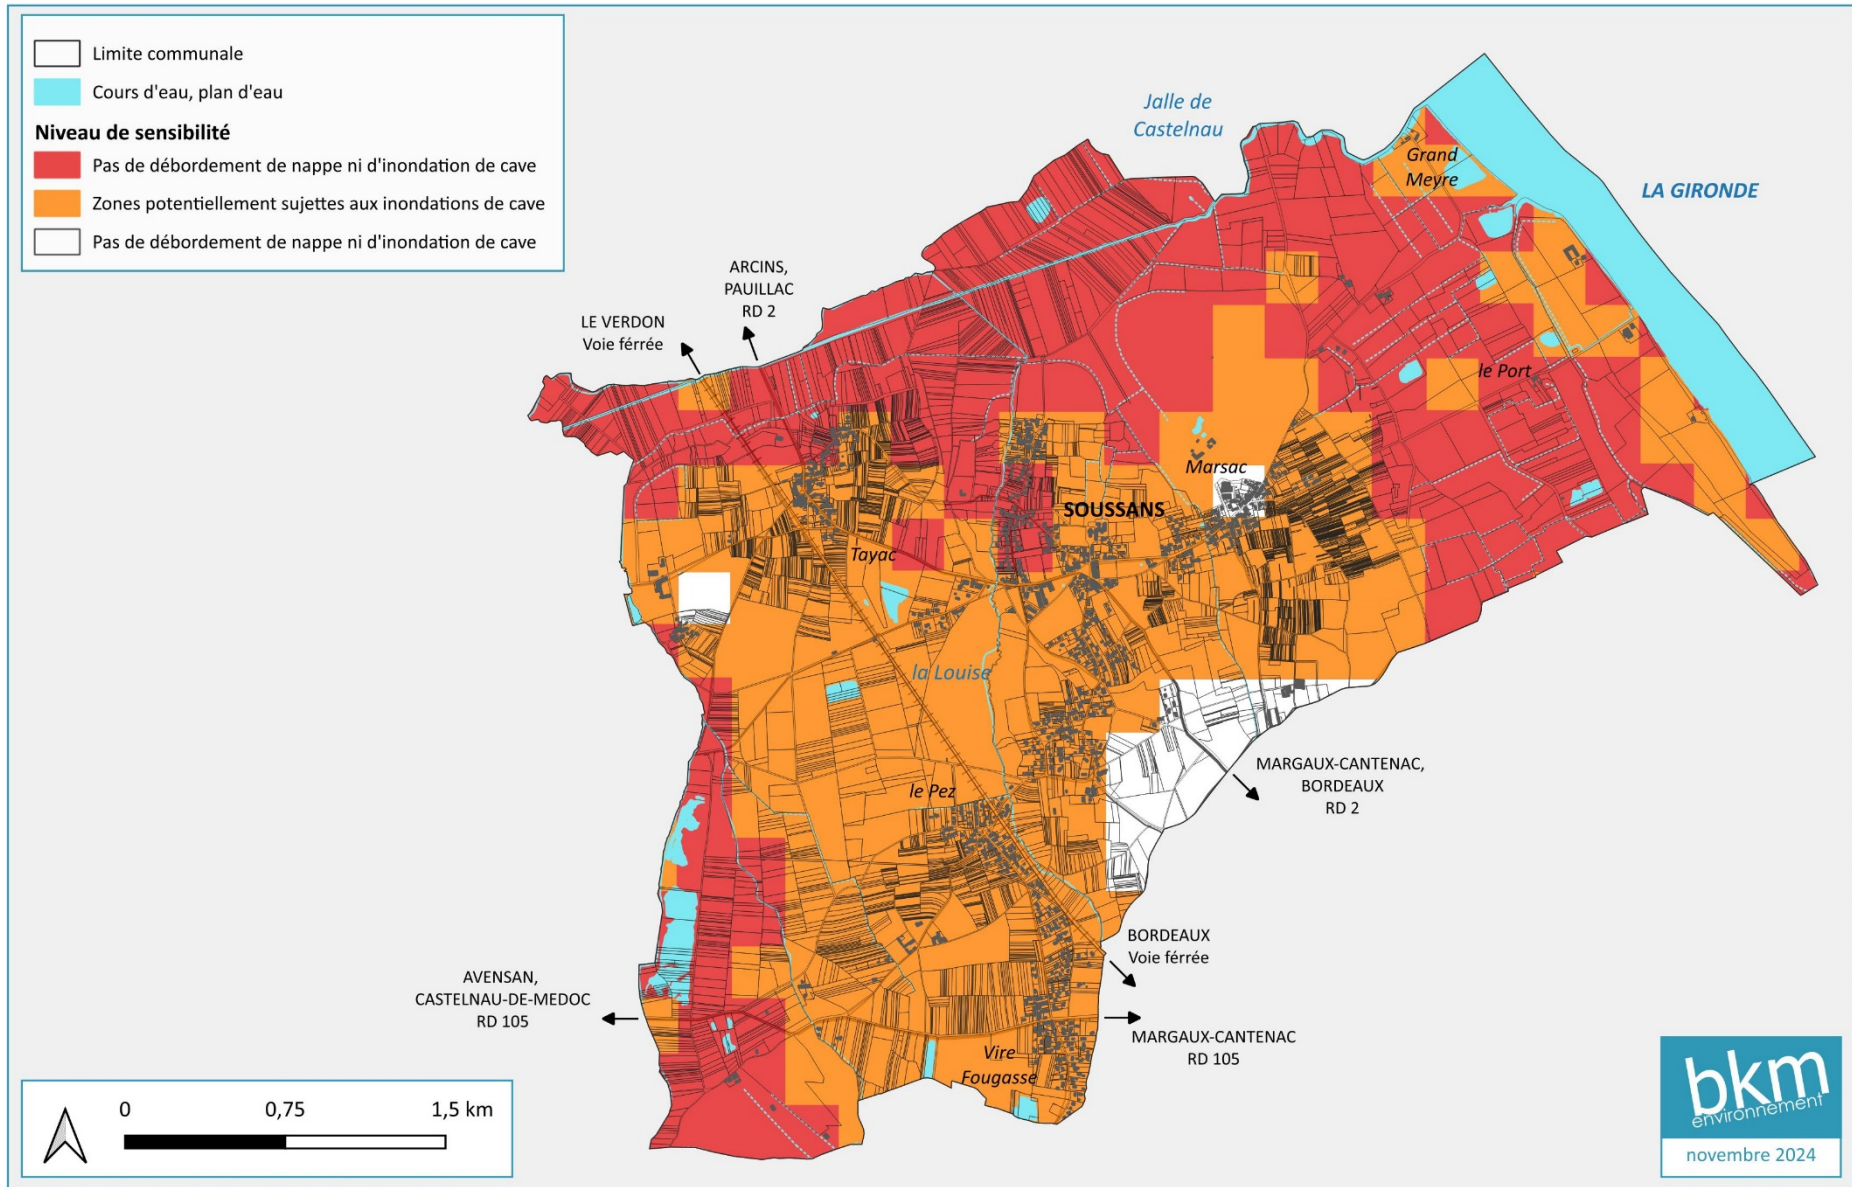 Limite communale
Cours d'eau, plan d'eau
Niveau de sensibilité
Pas de débordement de nappe ni d'inondation de cave
Zones potentiellement sujettes aux inondations de cave
Pas de débordement de nappe ni d'inondation de cave
Jalle de
Castelnau
Grand
Meyre
LA GIRONDE
ARCINS,
PAUILLAC
RD 2
LE VERDON
Voie férrée
le Port
Marsac
SOUSSANS
Tayac
la Louise
le Pez
MARGAUX-CANTENAC,
BORDEAUX
RD 2
BORDEAUX
Voie férrée
AVENSAN,
CASTELNAU-DE-MEDOC
RD 105
MARGAUX-CANTENAC
RD 105
Vire
Fougasse
0 0,75 1,5 km
bkm
environnement
novembre 2024